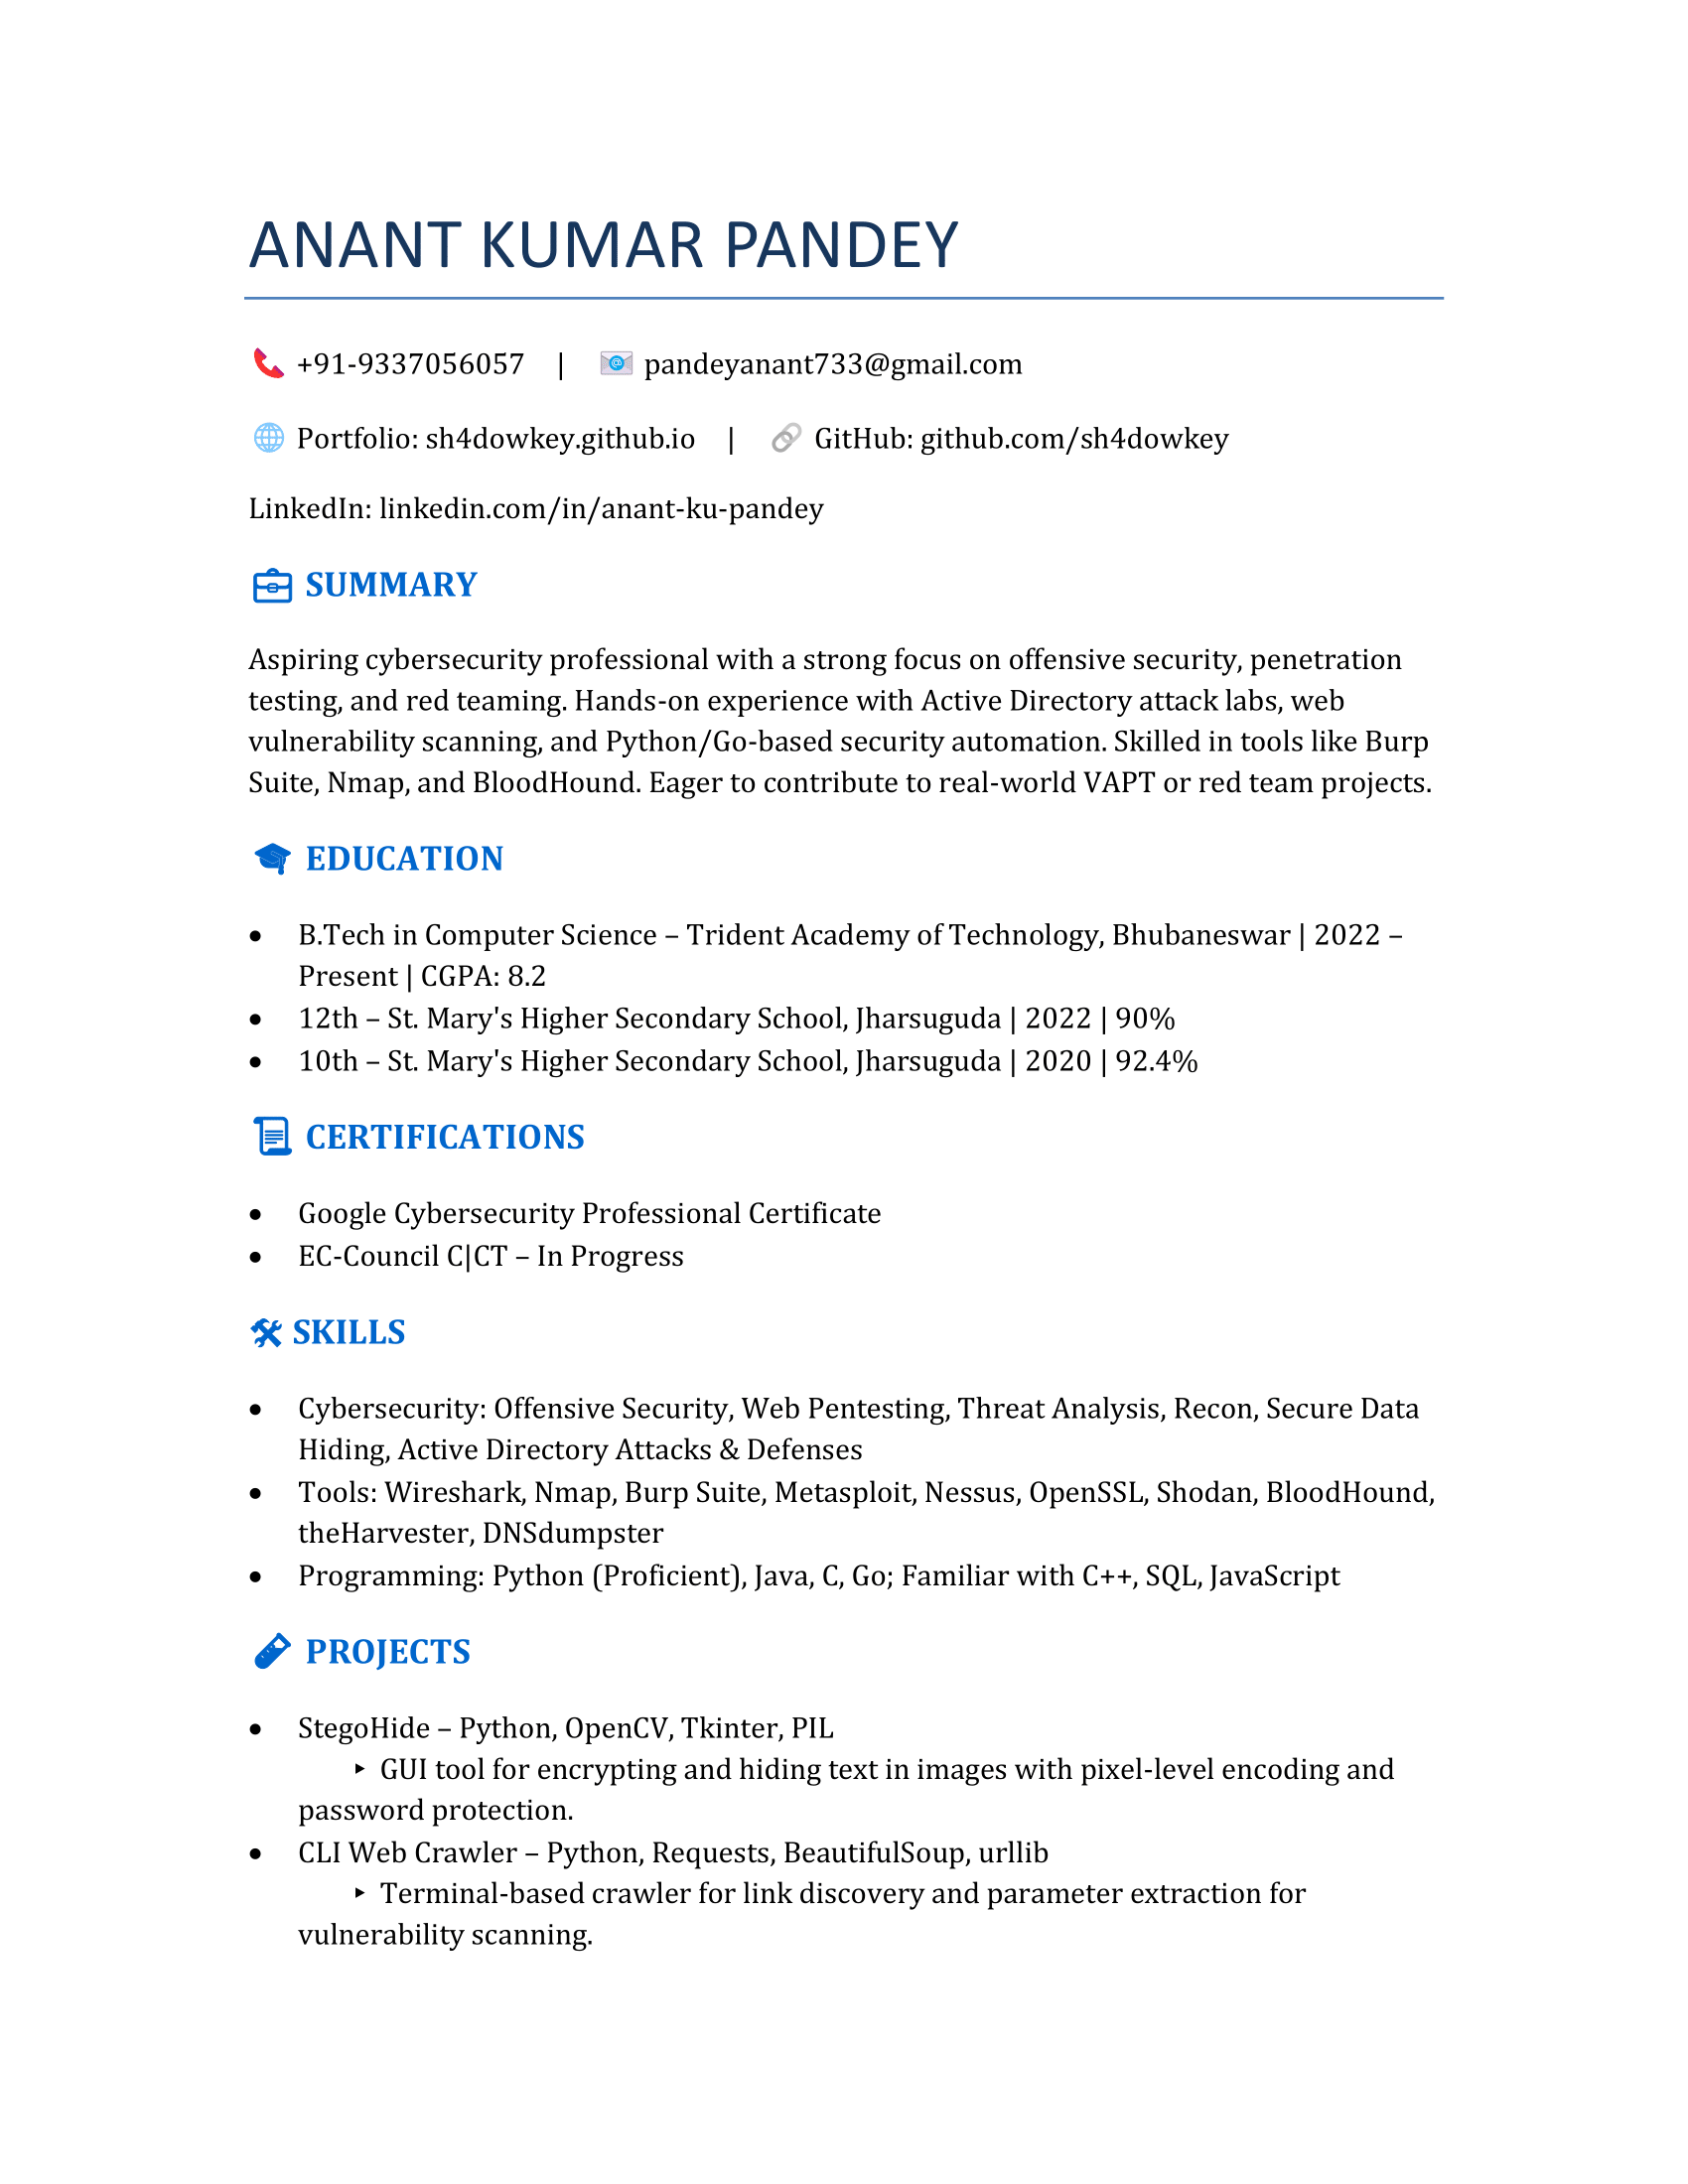 ANANT KUMAR PANDEY
📞 +91-9337056057 | 📧 pandeyanant733@gmail.com
🌐 Portfolio: sh4dowkey.github.io | 🔗 GitHub: github.com/sh4dowkey
LinkedIn: linkedin.com/in/anant-ku-pandey
SUMMARY
Aspiring cybersecurity professional with a strong focus on offensive security, penetration
testing, and red teaming. Hands-on experience with Active Directory attack labs, web
vulnerability scanning, and Python/Go-based security automation. Skilled in tools like Burp
Suite, Nmap, and BloodHound. Eager to contribute to real-world VAPT or red team projects.
EDUCATION
• B.Tech in Computer Science – Trident Academy of Technology, Bhubaneswar | 2022 –
Present | CGPA: 8.2
• 12th – St. Mary's Higher Secondary School, Jharsuguda | 2022 | 90%
• 10th – St. Mary's Higher Secondary School, Jharsuguda | 2020 | 92.4%
CERTIFICATIONS
• Google Cybersecurity Professional Certificate
• EC-Council C|CT – In Progress
🛠 SKILLS
• Cybersecurity: Offensive Security, Web Pentesting, Threat Analysis, Recon, Secure Data
Hiding, Active Directory Attacks & Defenses
• Tools: Wireshark, Nmap, Burp Suite, Metasploit, Nessus, OpenSSL, Shodan, BloodHound,
theHarvester, DNSdumpster
• Programming: Python (Proficient), Java, C, Go; Familiar with C++, SQL, JavaScript
PROJECTS
• StegoHide – Python, OpenCV, Tkinter, PIL
‣ GUI tool for encrypting and hiding text in images with pixel-level encoding and
password protection.
• CLI Web Crawler – Python, Requests, BeautifulSoup, urllib
‣ Terminal-based crawler for link discovery and parameter extraction for
vulnerability scanning.